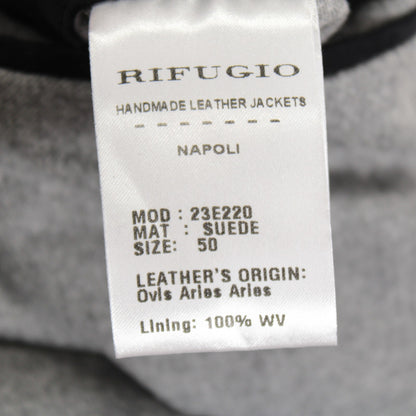 RIFUGIO
HANDMADE LEATHER JACKETS
- - - - - - -
NAPOLI
MOD : 23E220
MAT : SUEDE
SIZE: 50
LEATHER'S ORIGIN:
Ovis Aries Aries
Lining: 100% WV